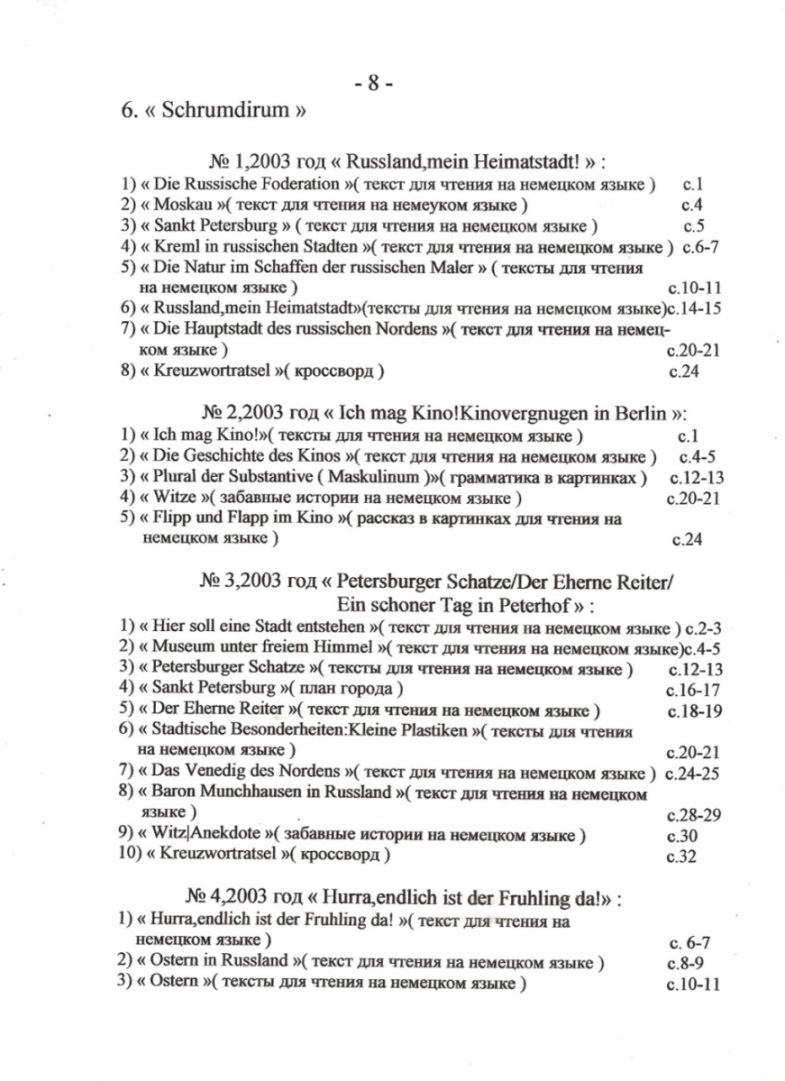 - 8 -
6. « Schrumdirum »
№ 1,2003 год « Russland,mein Heimatstadt! » :
1) « Die Russische Foderation »( текст для чтения на немецком языке ) с.1
2) « Moskau »( текст для чтения на немеуком языке ) с.4
3) « Sankt Petersburg » ( текст для чтения на немецком языке ) с.5
4) « Kreml in russischen Stadten »( текст для чтения на немецком языке ) с.6-7
5) « Die Natur im Schaffen der russischen Maler » ( тексты для чтения
на немецком языке ) с.10-11
6) « Russland,mein Heimatstadt»(тексты для чтения на немецком языке)с.14-15
7) « Die Hauptstadt des russischen Nordens »( текст для чтения на немец-
ком языке ) с.20-21
8) « Kreuzwortratsel »( кроссворд ) с.24
№ 2,2003 год « Ich mag Kino!Kinovergnugen in Berlin »:
1) « Ich mag Kino!»( тексты для чтения на немецком языке ) с.1
2) « Die Geschichte des Kinos »( текст для чтения на немецком языке ) с.4-5
3) « Plural der Substantive ( Maskulinum )»( грамматика в картинках ) с.12-13
4) « Witze »( забавные истории на немецком языке ) с.20-21
5) « Flipp und Flapp im Kino »( рассказ в картинках для чтения на
немецком языке ) с.24
№ 3,2003 год « Petersburger Schatze/Der Eherne Reiter/
Ein schoner Tag in Peterhof » :
1) « Hier soll eine Stadt entstehen »( текст для чтения на немецком языке ) с.2-3
2) « Museum unter freiem Himmel »( текст для чтения на немецком языке)с.4-5
3) « Petersburger Schatze »( тексты для чтения на немецком языке ) с.12-13
4) « Sankt Petersburg »( план города ) с.16-17
5) « Der Eherne Reiter »( текст для чтения на немецком языке ) с.18-19
6) « Stadtische Besonderheiten:Kleine Plastiken »( тексты для чтения
на немецком языке ) с.20-21
7) « Das Venedig des Nordens »( текст для чтения на немецком языке ) с.24-25
8) « Baron Munchhausen in Russland »( текст для чтения на немецком
языке ) с.28-29
9) « Witz|Anekdote »( забавные истории на немецком языке ) с.30
10) « Kreuzwortratsel »( кроссворд ) с.32
№ 4,2003 год « Hurra,endlich ist der Fruhling da!» :
1) « Hurra,endlich ist der Fruhling da! »( текст для чтения на
немецком языке ) с. 6-7
2) « Ostern in Russland »( текст для чтения на немецком языке ) с.8-9
3) « Ostern »( тексты для чтения на немецком языке ) с.10-11